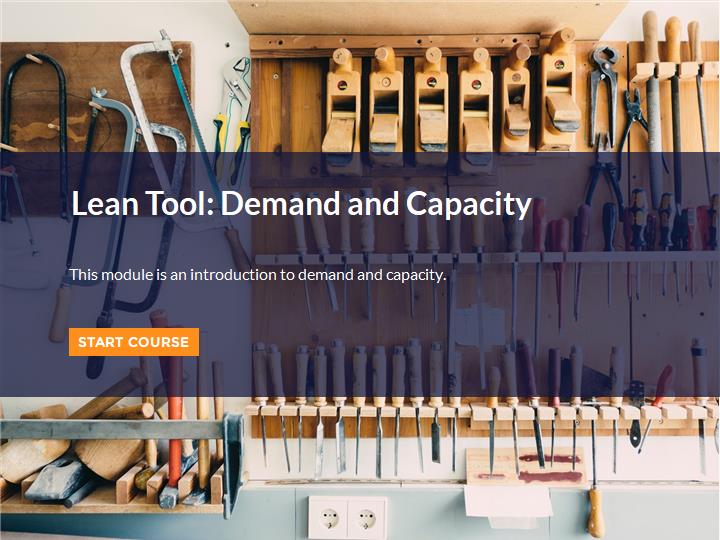 Lean Tool: Demand and Capacity
This module is an introduction to demand and capacity.
START COURSE